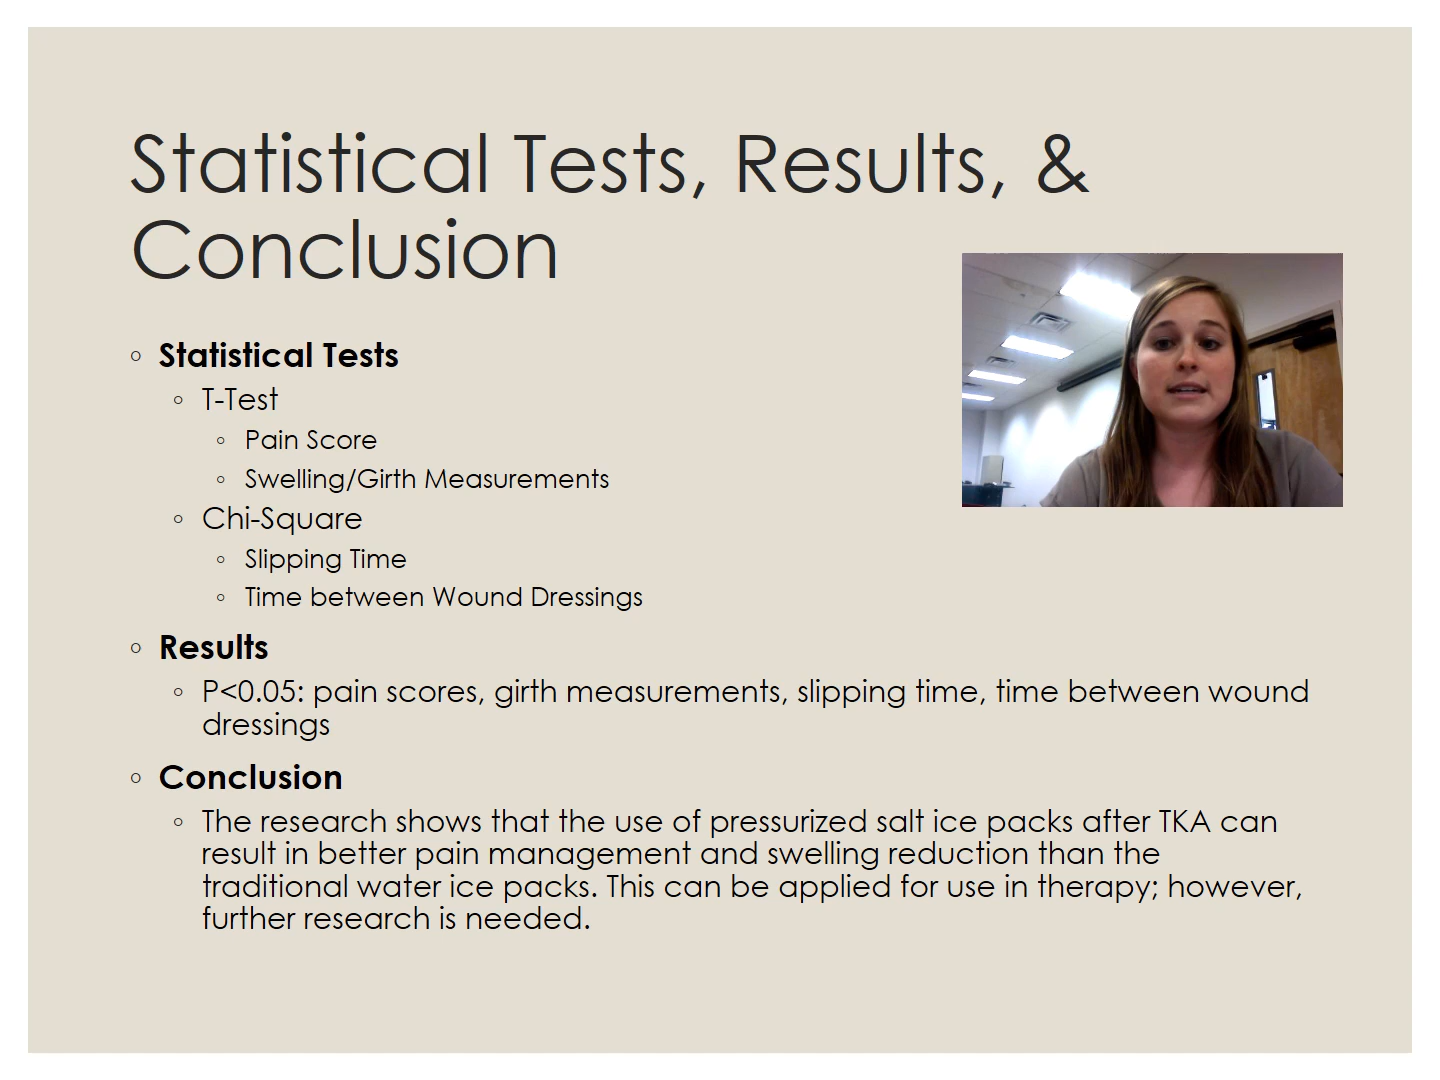 Statistical Tests, Results, &
Conclusion
◦ Statistical Tests
◦ T-Test
◦ Pain Score
◦ Swelling/Girth Measurements
◦ Chi-Square
◦ Slipping Time
◦ Time between Wound Dressings
◦ Results
◦ P<0.05: pain scores, girth measurements, slipping time, time between wound
dressings
◦ Conclusion
◦ The research shows that the use of pressurized salt ice packs after TKA can
result in better pain management and swelling reduction than the
traditional water ice packs. This can be applied for use in therapy; however,
further research is needed.